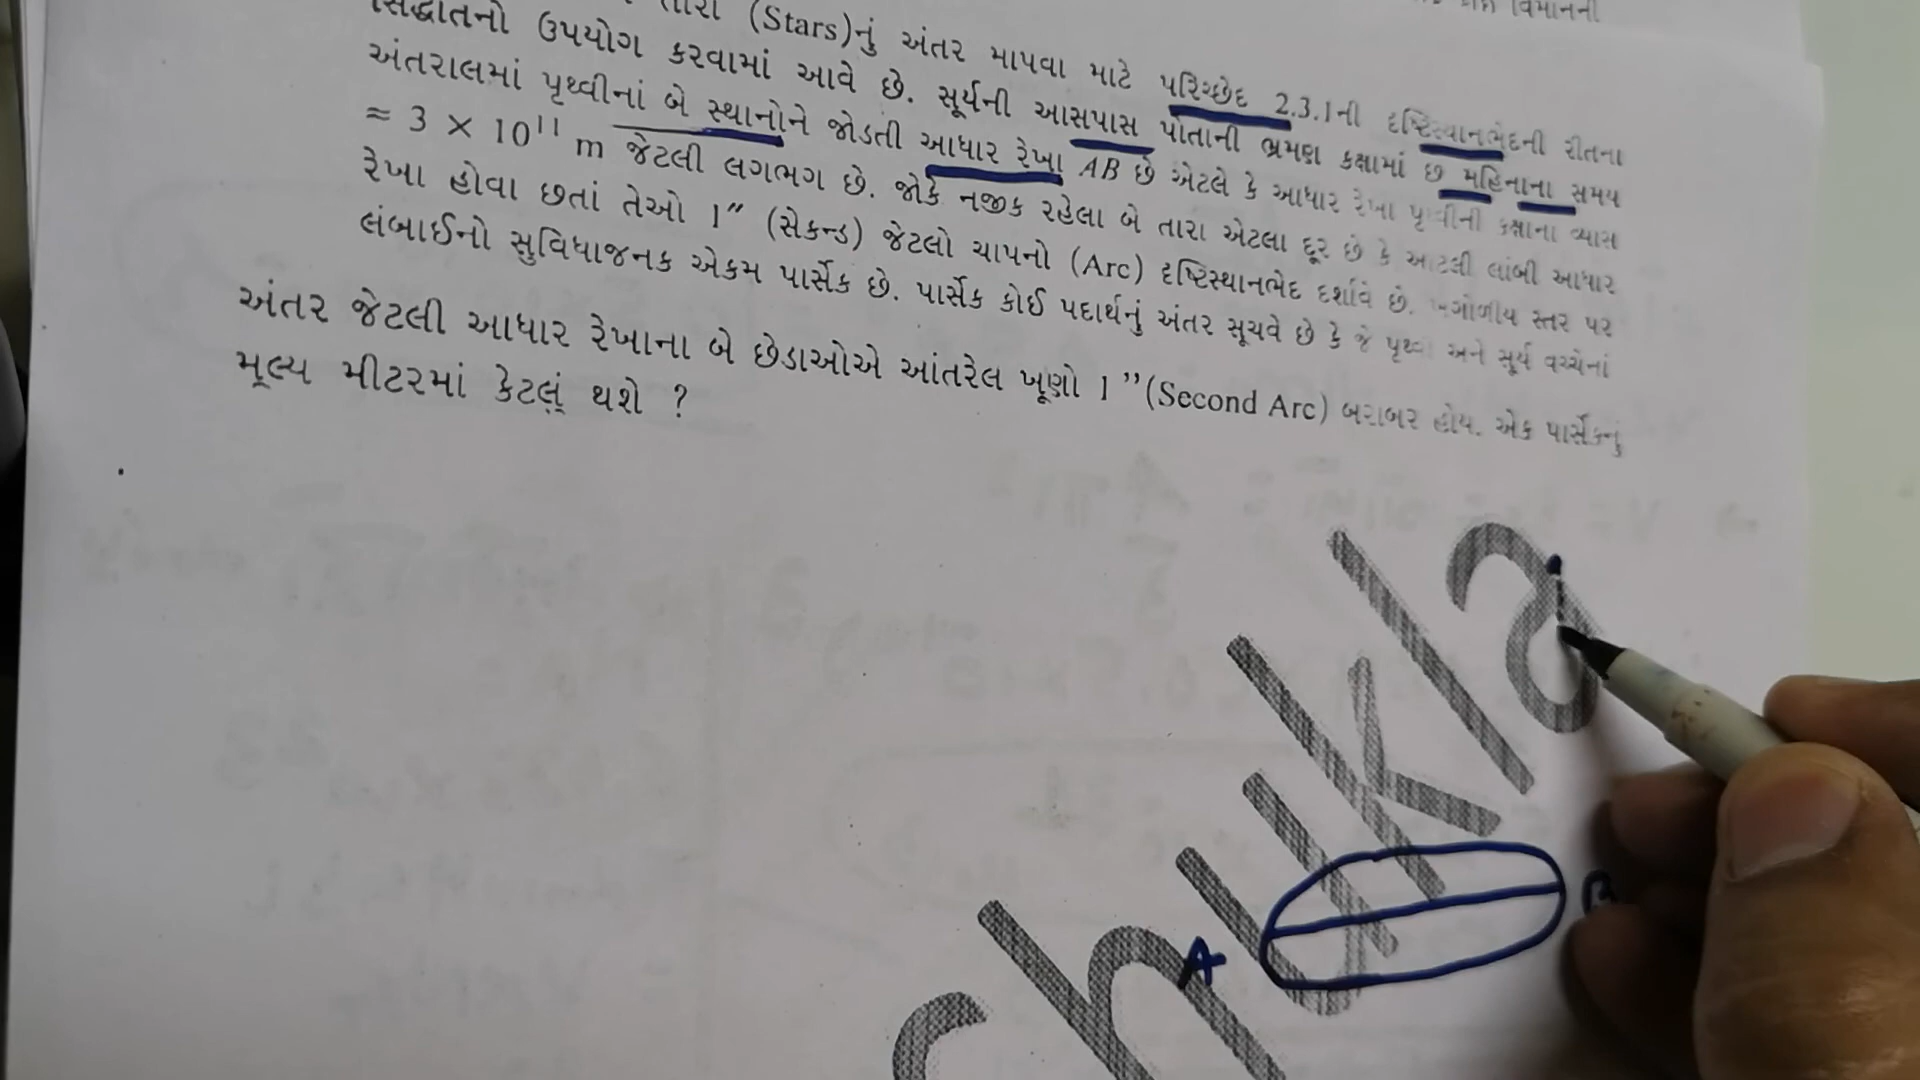 વિમાનની
તારા (Stars)નું અંતર માપવા માટે પરિચ્છેદ 2.3.1ની દૃષ્ટિસ્થાનભેદની રીતના
સિદ્ધાંતનો ઉપયોગ કરવામાં આવે છે. સૂર્યની આસપાસ પોતાની ભ્રમણ કક્ષામાં છ મહિનાના સમય
અંતરાલમાં પૃથ્વીનાં બે સ્થાનોને જોડતી આધાર રેખા AB છે એટલે કે આધાર રેખા પૃથ્વીની કક્ષાના વ્યાસ
≈ 3 × 10¹¹ m જેટલી લગભગ છે. જોકે નજીક રહેલા બે તારા એટલા દૂર છે કે આટલી લાંબી આધાર
રેખા હોવા છતાં તેઓ 1″ (સેકન્ડ) જેટલો ચાપનો (Arc) દૃષ્ટિસ્થાનભેદ દર્શાવે છે. ખગોળીય સ્તર પર
લંબાઈનો સુવિધાજનક એકમ પાર્સેક છે. પાર્સેક કોઈ પદાર્થનું અંતર સૂચવે છે કે જે પૃથ્વી અને સૂર્ય વચ્ચેનાં
અંતર જેટલી આધાર રેખાના બે છેડાઓએ આંતરેલ ખૂણો 1 ”(Second Arc) બરાબર હોય. એક પાર્સેકનું
મૂલ્ય મીટરમાં કેટલું થશે ?
Shukla
A B